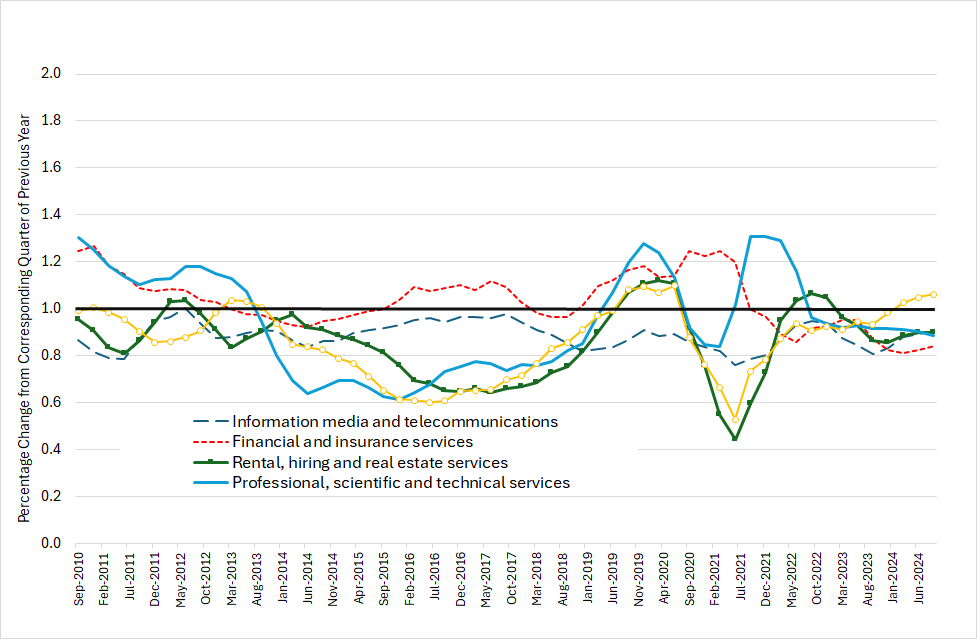 Percentage Change from Corresponding Quarter of Previous Year
2.0
1.8
1.6
1.4
1.2
1.0
0.8
0.6
0.4
0.2
0.0
Information media and telecommunications
Financial and insurance services
Rental, hiring and real estate services
Professional, scientific and technical services
Sep-2010
Feb-2011
Jul-2011
Dec-2011
May-2012
Oct-2012
Mar-2013
Aug-2013
Jan-2014
Jun-2014
Nov-2014
Apr-2015
Sep-2015
Feb-2016
Jul-2016
Dec-2016
May-2017
Oct-2017
Mar-2018
Aug-2018
Jan-2019
Jun-2019
Nov-2019
Apr-2020
Sep-2020
Feb-2021
Jul-2021
Dec-2021
May-2022
Oct-2022
Mar-2023
Aug-2023
Jan-2024
Jun-2024